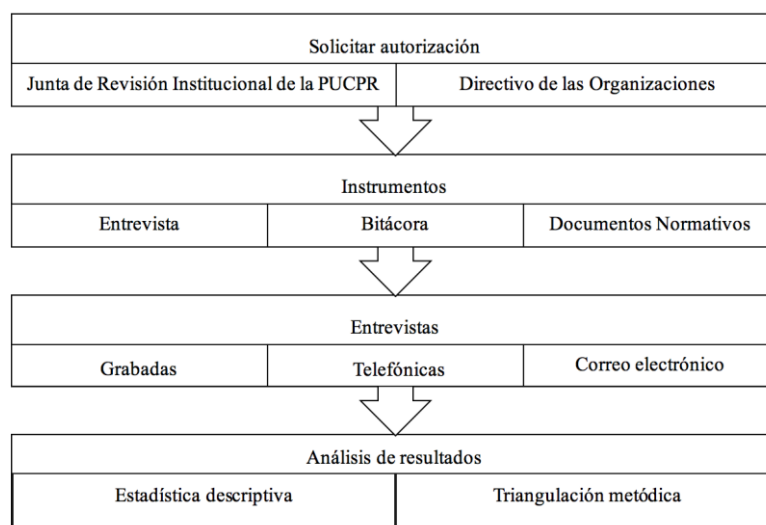 Solicitar autorización
Junta de Revisión Institucional de la PUCPR
Directivo de las Organizaciones
Instrumentos
Entrevista
Bitácora
Documentos Normativos
Entrevistas
Grabadas
Telefónicas
Correo electrónico
Análisis de resultados
Estadística descriptiva
Triangulación metódica